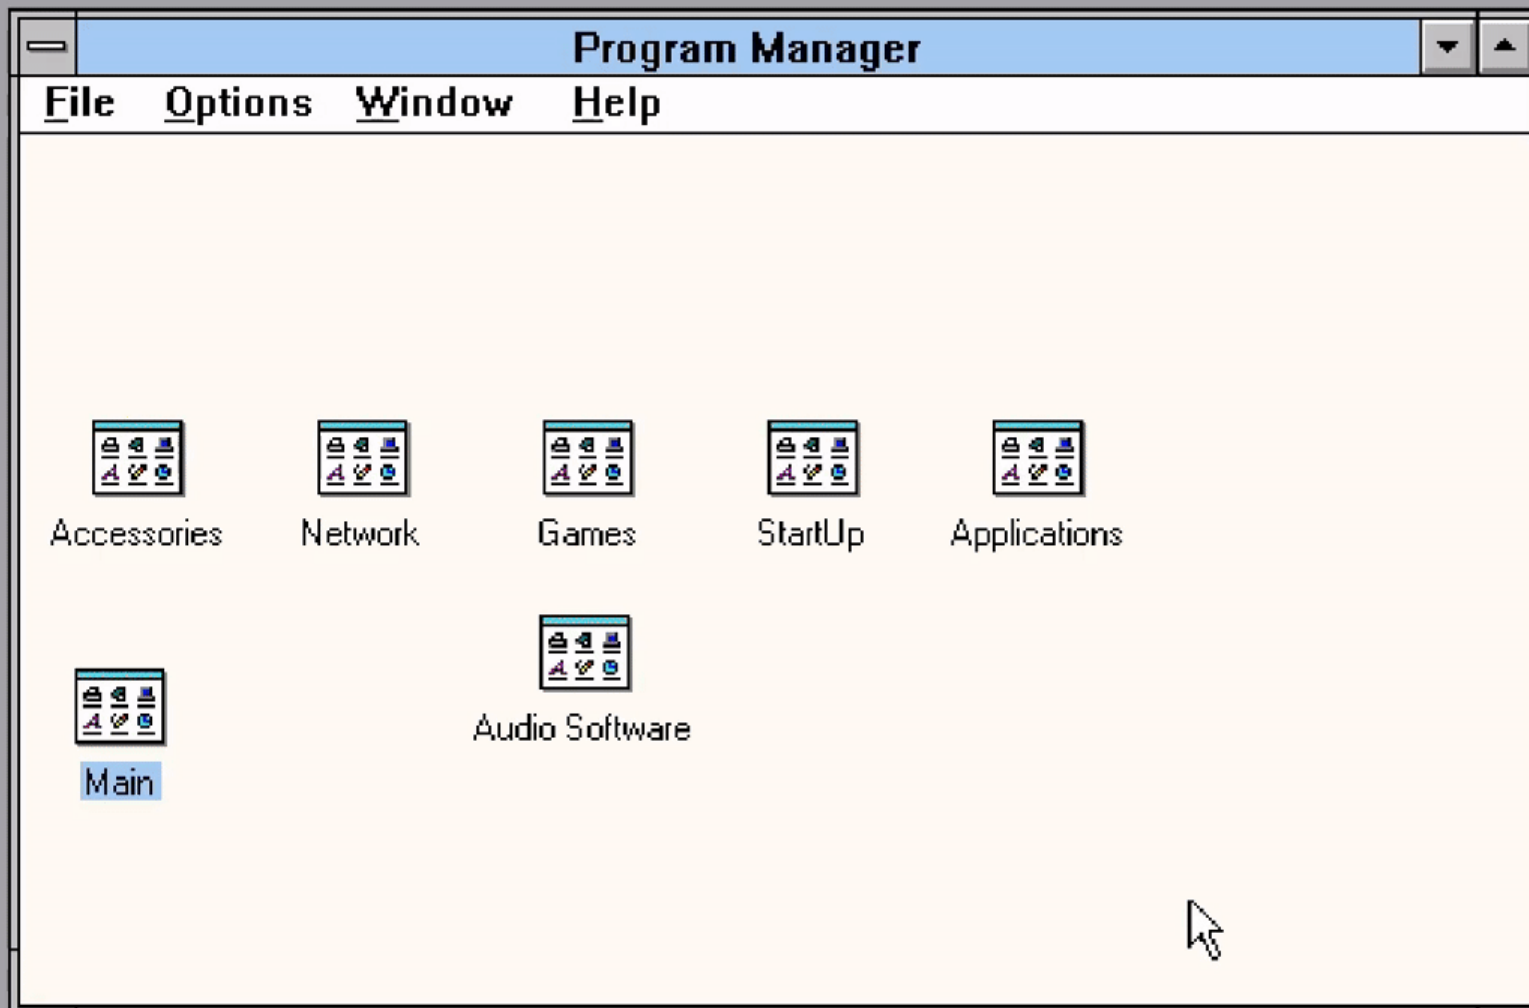 Program Manager
File Options Window Help
Accessories Network Games StartUp Applications
Audio Software
Main